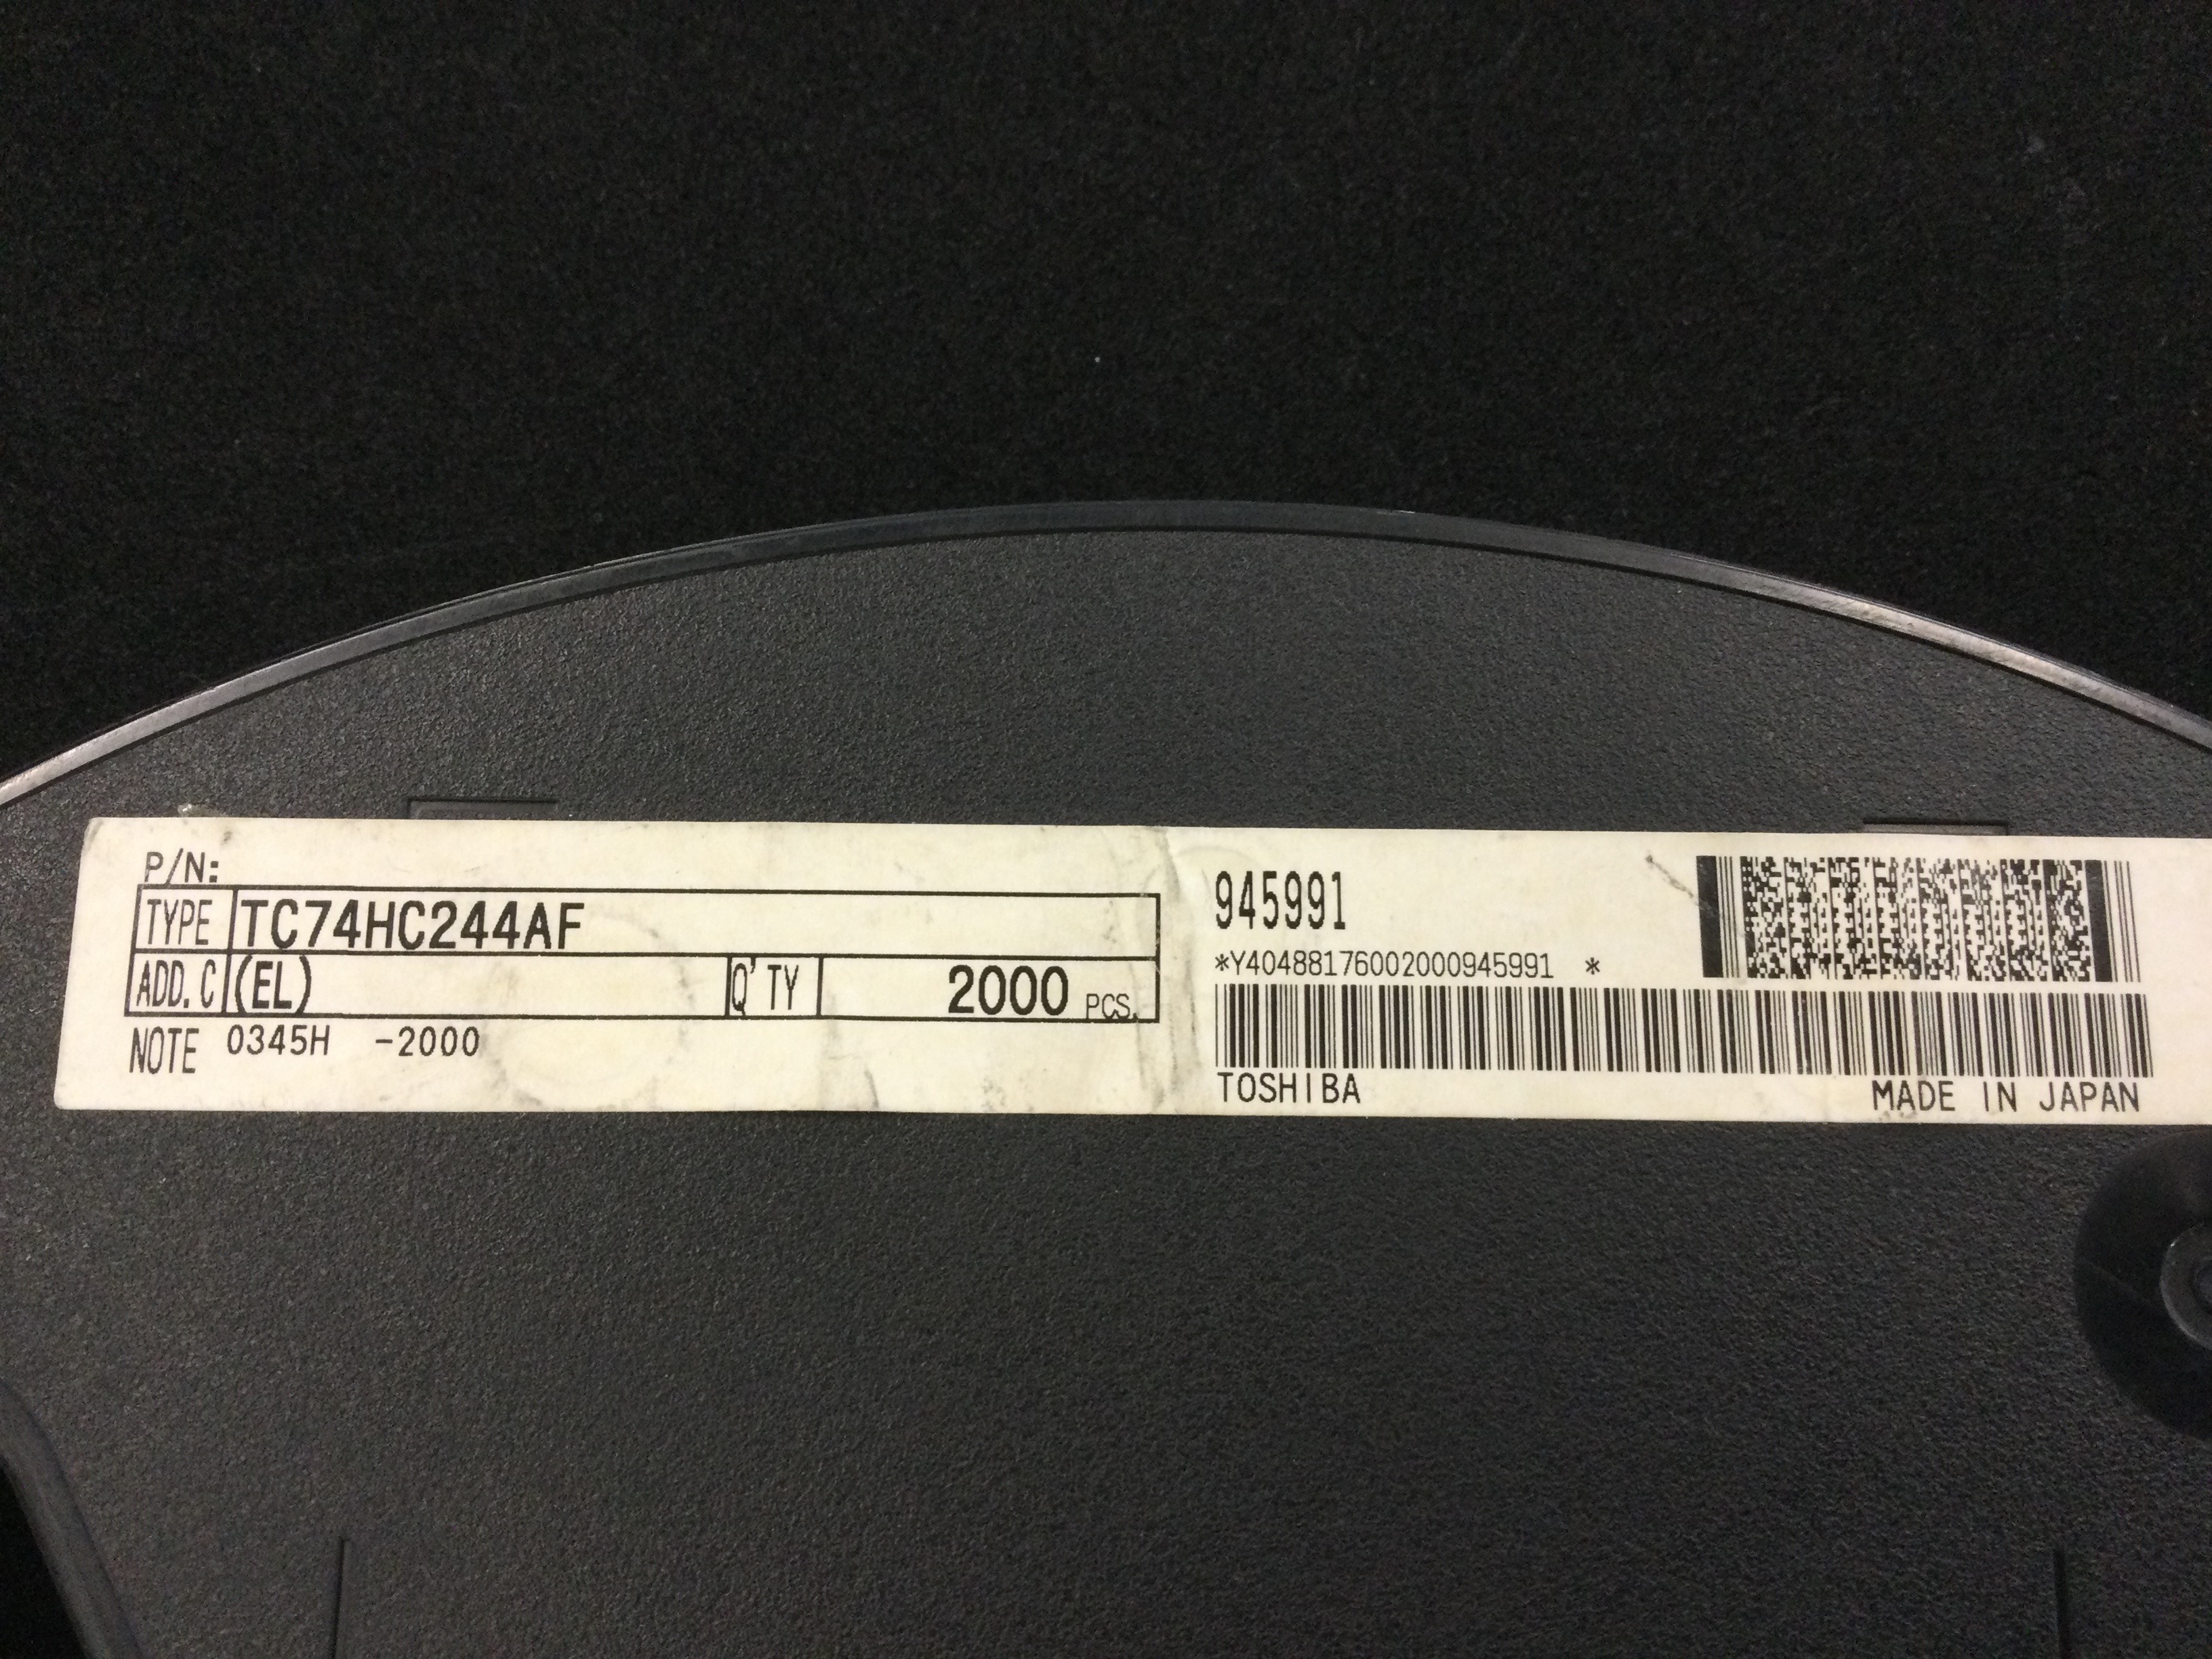 P/N:
TYPE TC74HC244AF
ADD.C (EL) Q'TY 2000 PCS.
NOTE 0345H -2000
945991
*Y40488176002000945991 *
TOSHIBA MADE IN JAPAN